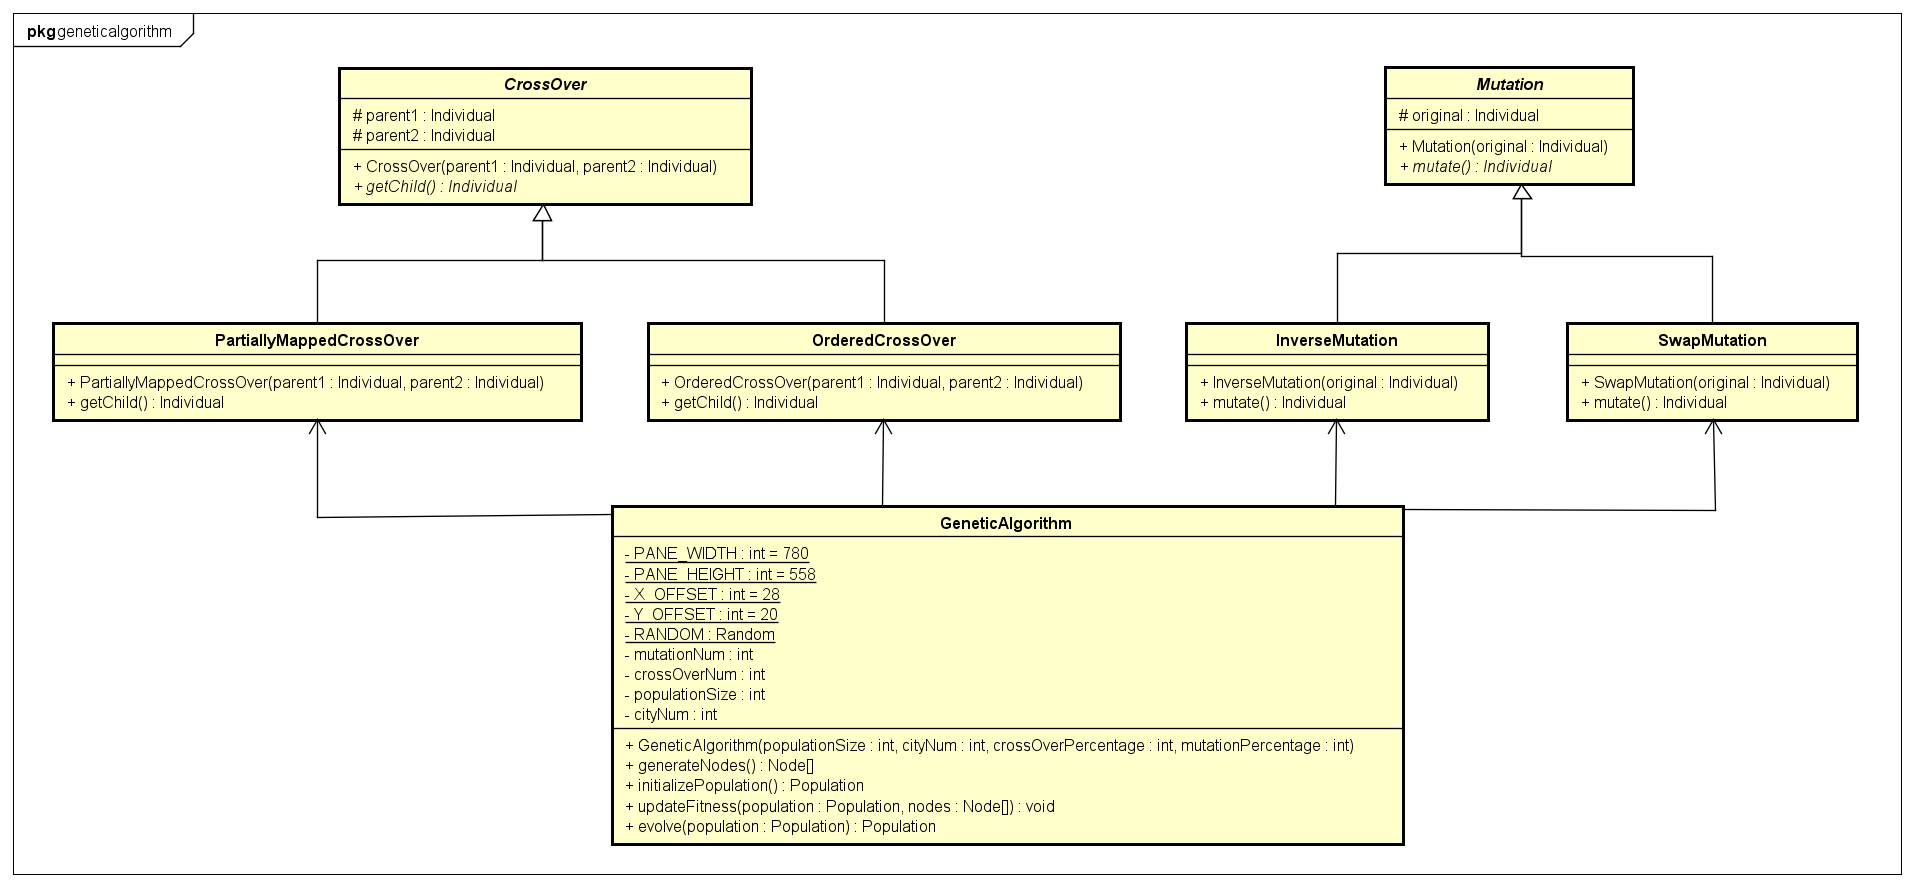 pkg geneticalgorithm
CrossOver
# parent1 : Individual
# parent2 : Individual
+ CrossOver(parent1 : Individual, parent2 : Individual)
+ getChild() : Individual
Mutation
# original : Individual
+ Mutation(original : Individual)
+ mutate() : Individual
PartiallyMappedCrossOver
+ PartiallyMappedCrossOver(parent1 : Individual, parent2 : Individual)
+ getChild() : Individual
OrderedCrossOver
+ OrderedCrossOver(parent1 : Individual, parent2 : Individual)
+ getChild() : Individual
InverseMutation
+ InverseMutation(original : Individual)
+ mutate() : Individual
SwapMutation
+ SwapMutation(original : Individual)
+ mutate() : Individual
GeneticAlgorithm
- PANE_WIDTH : int = 780
- PANE_HEIGHT : int = 558
- X_OFFSET : int = 28
- Y_OFFSET : int = 20
- RANDOM : Random
- mutationNum : int
- crossOverNum : int
- populationSize : int
- cityNum : int
+ GeneticAlgorithm(populationSize : int, cityNum : int, crossOverPercentage : int, mutationPercentage : int)
+ generateNodes() : Node[]
+ initializePopulation() : Population
+ updateFitness(population : Population, nodes : Node[]) : void
+ evolve(population : Population) : Population